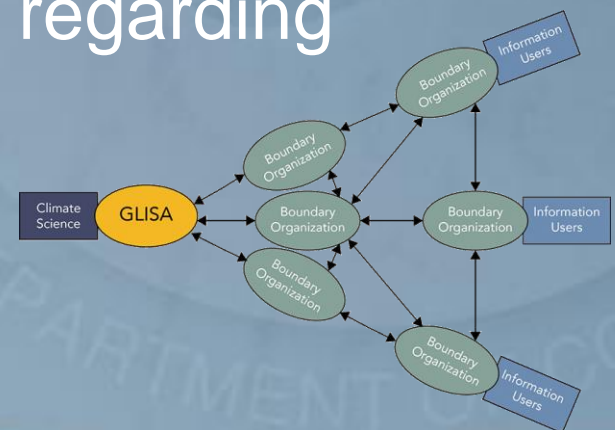 regarding
Information
Users
Boundary
Organization
Boundary
Organization
Climate
Science
GLISA
Boundary
Organization
Boundary
Organization
Information
Users
Boundary
Organization
Boundary
Organization
Information
Users
PARTMENT